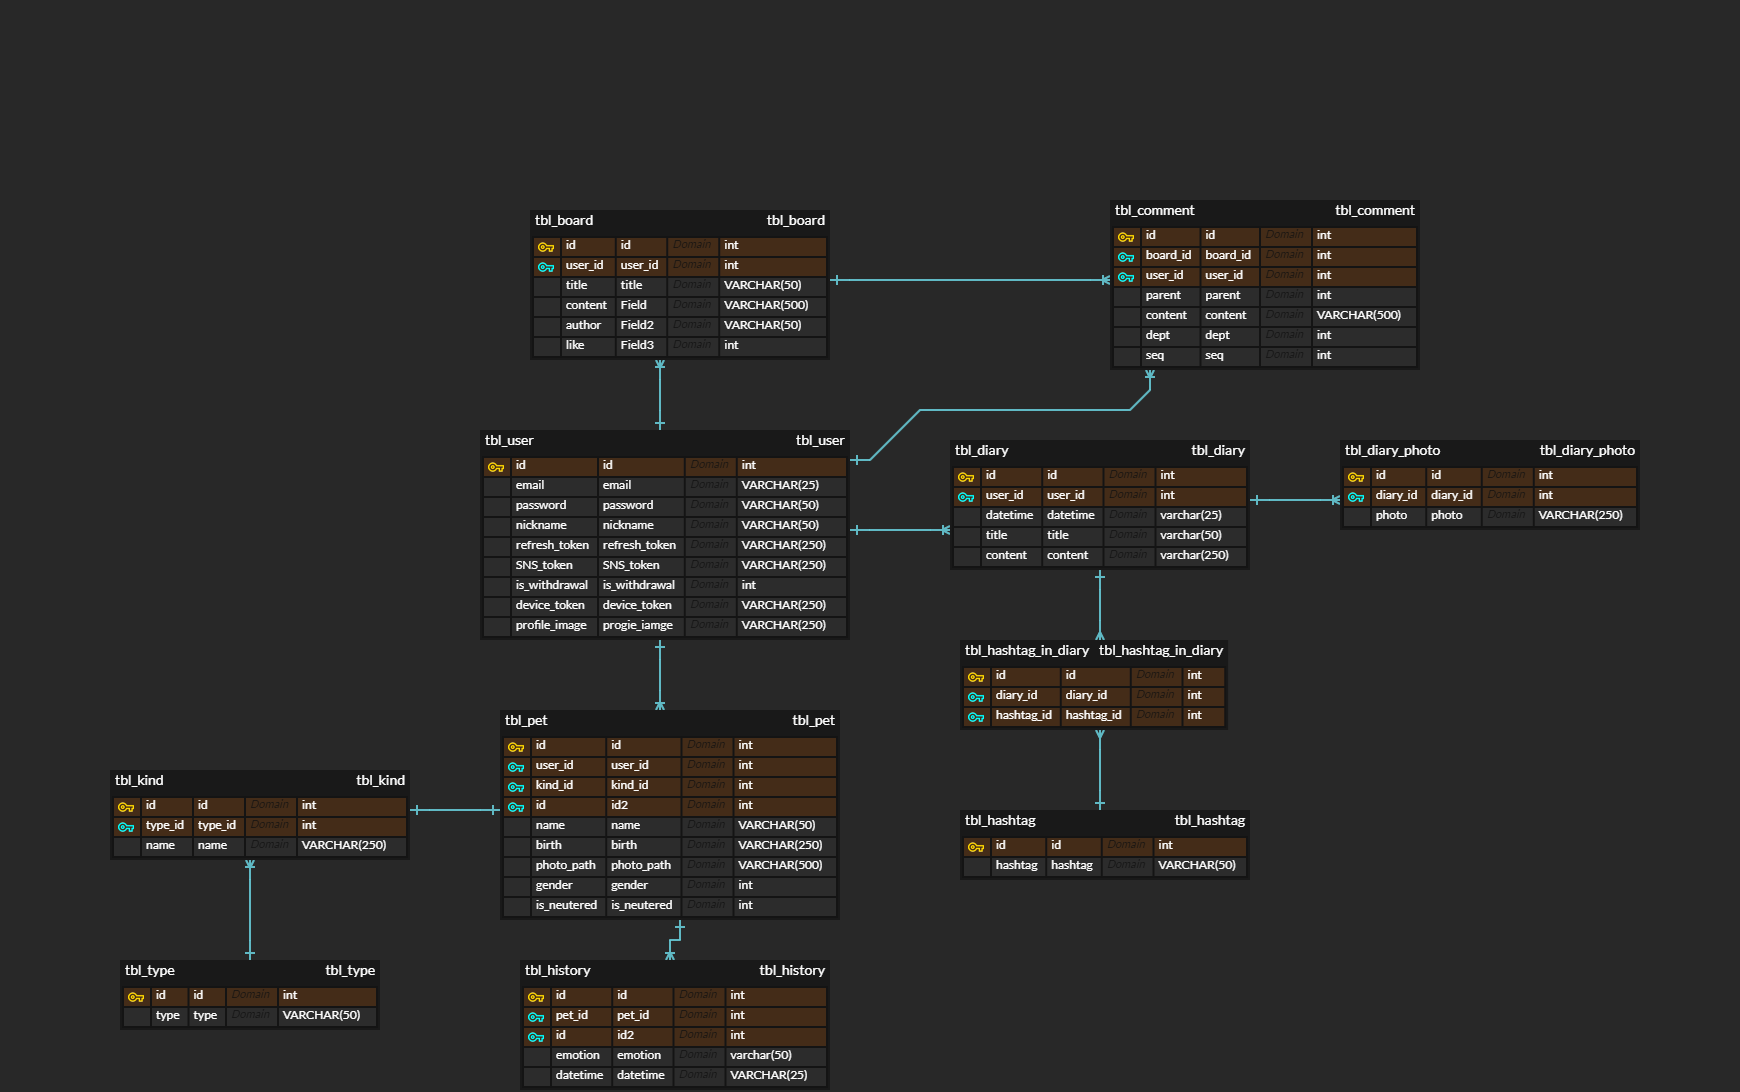 tbl_board tbl_board
id id Domain int
user_id user_id Domain int
title title Domain VARCHAR(50)
content Field Domain VARCHAR(500)
author Field2 Domain VARCHAR(50)
like Field3 Domain int
tbl_comment tbl_comment
id id Domain int
board_id board_id Domain int
user_id user_id Domain int
parent parent Domain int
content content Domain VARCHAR(500)
dept dept Domain int
seq seq Domain int
tbl_user tbl_user
id id Domain int
email email Domain VARCHAR(25)
password password Domain VARCHAR(50)
nickname nickname Domain VARCHAR(50)
refresh_token refresh_token Domain VARCHAR(250)
SNS_token SNS_token Domain VARCHAR(250)
is_withdrawal is_withdrawal Domain int
device_token device_token Domain VARCHAR(250)
profile_image progie_iamge Domain VARCHAR(250)
tbl_diary tbl_diary
id id Domain int
user_id user_id Domain int
datetime datetime Domain varchar(25)
title title Domain varchar(50)
content content Domain varchar(250)
tbl_diary_photo tbl_diary_photo
id id Domain int
diary_id diary_id Domain int
photo photo Domain VARCHAR(250)
tbl_hashtag_in_diary tbl_hashtag_in_diary
id id Domain int
diary_id diary_id Domain int
hashtag_id hashtag_id Domain int
tbl_pet tbl_pet
id id Domain int
user_id user_id Domain int
kind_id kind_id Domain int
id id2 Domain int
name name Domain VARCHAR(50)
birth birth Domain VARCHAR(250)
photo_path photo_path Domain VARCHAR(500)
gender gender Domain int
is_neutered is_neutered Domain int
tbl_kind tbl_kind
id id Domain int
type_id type_id Domain int
name name Domain VARCHAR(250)
tbl_hashtag tbl_hashtag
id id Domain int
hashtag hashtag Domain VARCHAR(50)
tbl_type tbl_type
id id Domain int
type type Domain VARCHAR(50)
tbl_history tbl_history
id id Domain int
pet_id pet_id Domain int
id id2 Domain int
emotion emotion Domain varchar(50)
datetime datetime Domain VARCHAR(25)